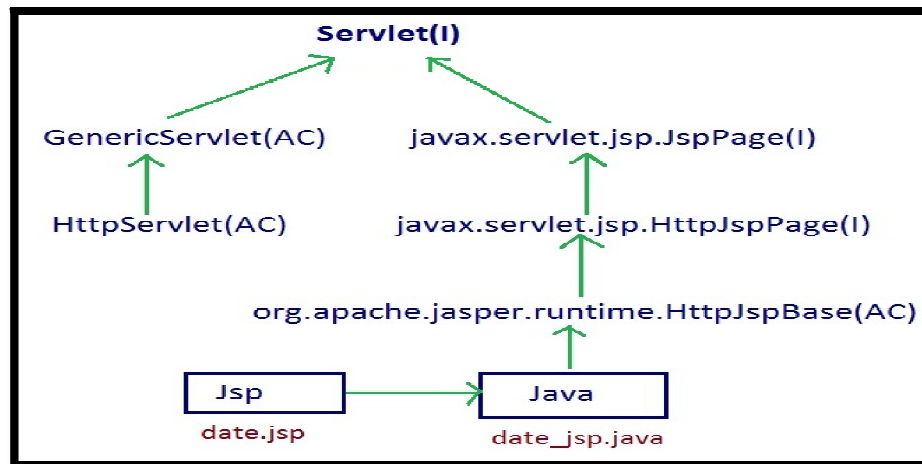 Servlet(I)
GenericServlet(AC)
javax.servlet.jsp.JspPage(I)
HttpServlet(AC)
javax.servlet.jsp.HttpJspPage(I)
org.apache.jasper.runtime.HttpJspBase(AC)
Jsp
Java
date.jsp
date_jsp.java